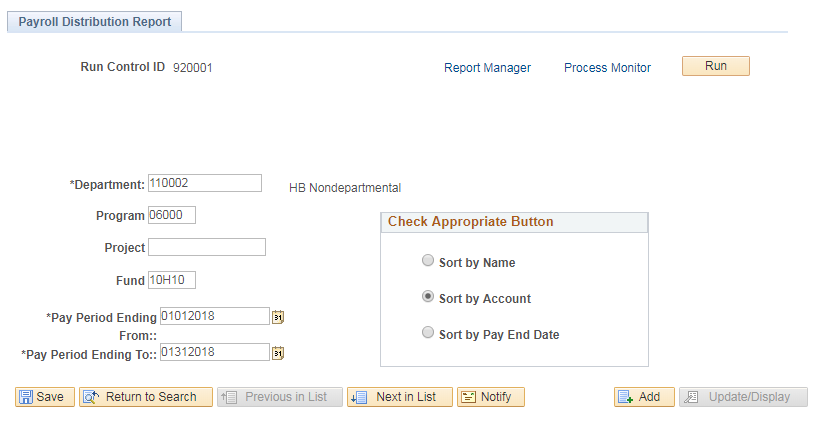 Payroll Distribution Report
Run Control ID 920001 Report Manager Process Monitor Run
*Department: 110002 HB Nondepartmental
Program 06000
Check Appropriate Button
Project
Sort by Name
Fund 10H10
Sort by Account
*Pay Period Ending 01012018
From::
Sort by Pay End Date
*Pay Period Ending To:: 01312018
Save Return to Search Previous in List Next in List Notify Add Update/Display